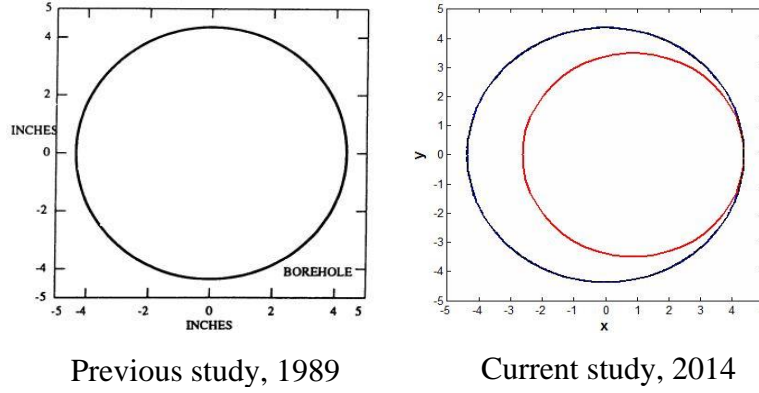 5
4
2
INCHES
0
-2
-4
-5
BOREHOLE
-5 -4 -2 0 2 4 5
INCHES
Previous study, 1989
5
4
3
2
1
0
-1
-2
-3
-4
-5
y
-5 -4 -3 -2 -1 0 1 2 3 4
x
Current study, 2014